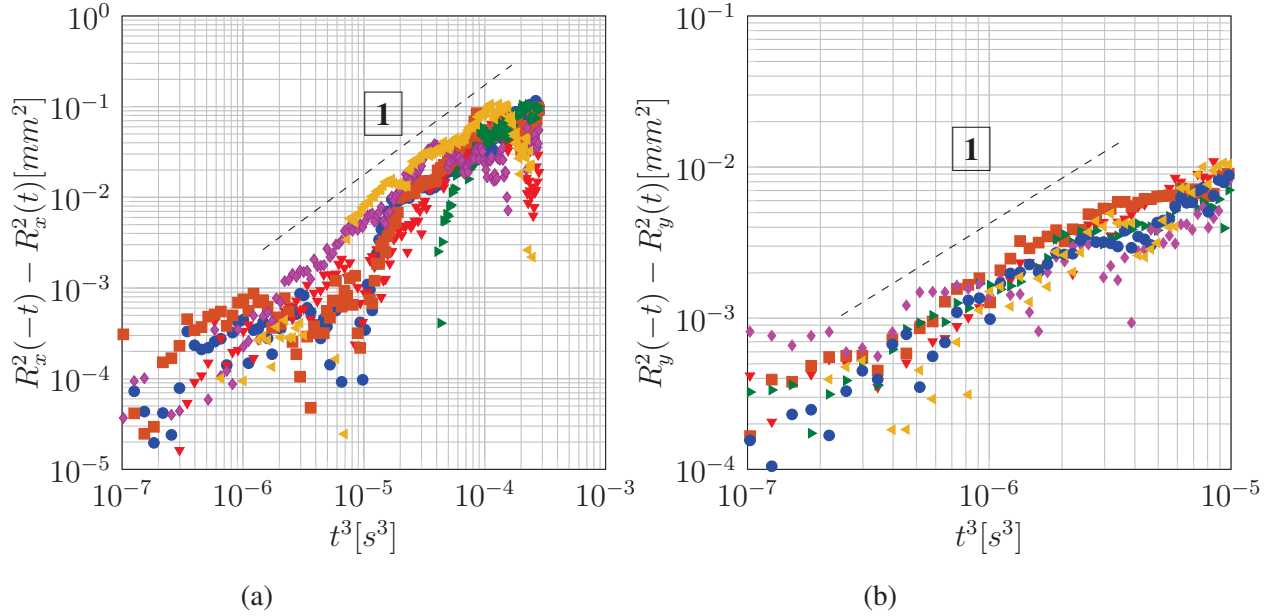 10^0
10^{-1}
10^{-2}
10^{-3}
10^{-4}
10^{-5}
R_x^2(-t) − R_x^2(t)[mm^2]
1
10^{-7} 10^{-6} 10^{-5} 10^{-4} 10^{-3}
t^3[s^3]
(a)
10^{-1}
10^{-2}
10^{-3}
10^{-4}
R_y^2(-t) − R_y^2(t)[mm^2]
1
10^{-7} 10^{-6} 10^{-5}
t^3[s^3]
(b)